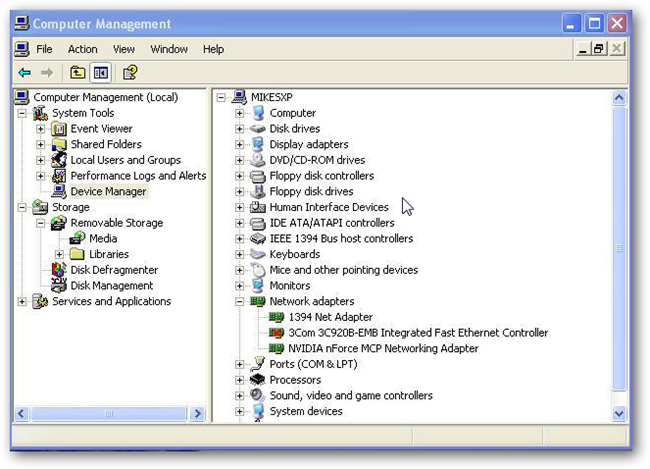 Computer Management
File Action View Window Help
Computer Management (Local)
System Tools
Event Viewer
Shared Folders
Local Users and Groups
Performance Logs and Alerts
Device Manager
Storage
Removable Storage
Media
Libraries
Disk Defragmenter
Disk Management
Services and Applications
MIKESXP
Computer
Disk drives
Display adapters
DVD/CD-ROM drives
Floppy disk controllers
Floppy disk drives
Human Interface Devices
IDE ATA/ATAPI controllers
IEEE 1394 Bus host controllers
Keyboards
Mice and other pointing devices
Monitors
Network adapters
1394 Net Adapter
3Com 3C920B-EMB Integrated Fast Ethernet Controller
NVIDIA nForce MCP Networking Adapter
Ports (COM & LPT)
Processors
Sound, video and game controllers
System devices